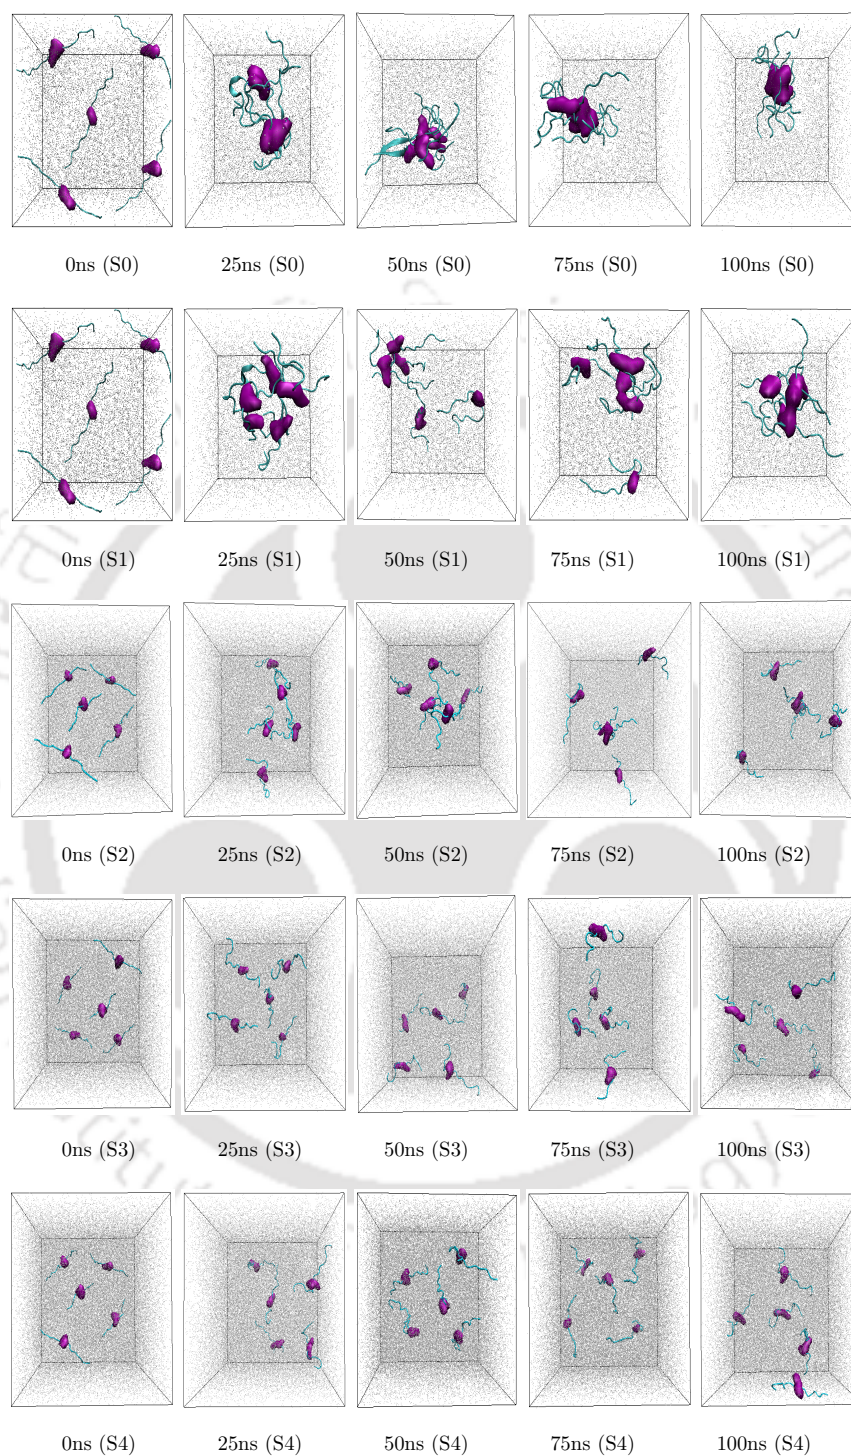 0ns (S0) 25ns (S0) 50ns (S0) 75ns (S0) 100ns (S0)
0ns (S1) 25ns (S1) 50ns (S1) 75ns (S1) 100ns (S1)
0ns (S2) 25ns (S2) 50ns (S2) 75ns (S2) 100ns (S2)
0ns (S3) 25ns (S3) 50ns (S3) 75ns (S3) 100ns (S3)
0ns (S4) 25ns (S4) 50ns (S4) 75ns (S4) 100ns (S4)